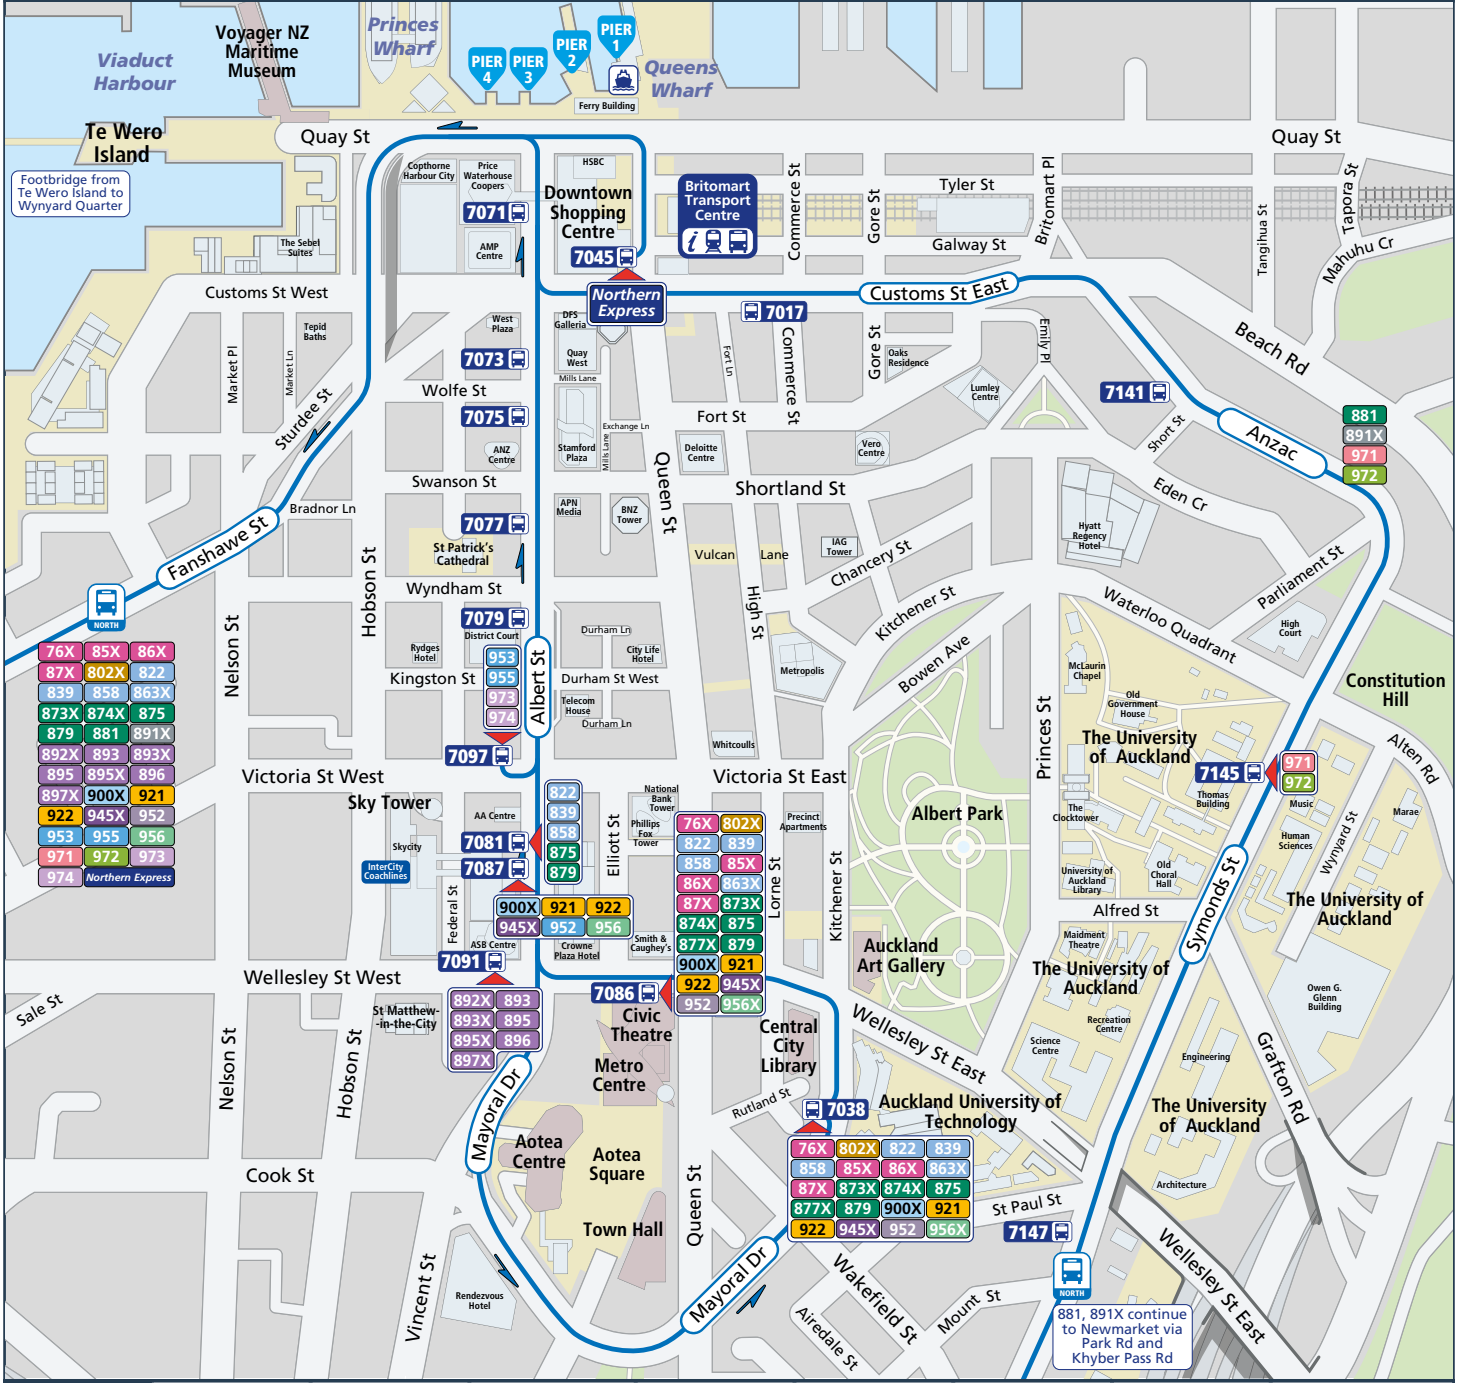 Voyager NZ
Maritime
Museum
Princes
Wharf
Viaduct
Harbour
PIER
4
PIER
3
PIER
2
PIER
1
Queens
Wharf
Ferry Building
Te Wero
Island
Quay St
Quay St
Footbridge from
Te Wero Island to
Wynyard Quarter
Copthorne
Harbour City
Price
Waterhouse
Coopers
HSBC
7071
Downtown
Shopping
Centre
Britomart
Transport
Centre
i
Commerce St
Gore St
Tyler St
Galway St
Britomart Pl
Tangihua St
Tapora St
Mahuhu Cr
The Sebel
Suites
AMP
Centre
7045
Customs St West
Northern
Express
Customs St East
7017
Tepid
Baths
Market Pl
Market Ln
Sturdee St
West
Plaza
DFS
Galleria
Quay
West
Mills Lane
7073
Wolfe St
7075
Fort Ln
Commerce St
Gore St
Oaks
Residence
Emily Pl
Lumley
Centre
Beach Rd
7141
Short St
Anzac
881
891X
971
972
Fort St
Exchange Ln
Mills Lane
Stamford
Plaza
ANZ
Centre
Deloitte
Centre
Vero
Centre
Queen St
Swanson St
Shortland St
Eden Cr
Bradnor Ln
7077
APN
Media
BNZ
Tower
Hyatt
Regency
Hotel
Fanshawe St
Hobson St
St Patrick's
Cathedral
Vulcan
Lane
IAG
Tower
Chancery St
Parliament St
NORTH
Wyndham St
High St
Kitchener St
Waterloo Quadrant
7079
District Court
Durham Ln
High
Court
Nelson St
76X 85X 86X
87X 802X 822
839 858 863X
873X 874X 875
879 881 891X
892X 893 893X
895 895X 896
897X 900X 921
922 945X 952
953 955 956
971 972 973
974 Northern Express
Rydges
Hotel
953
955
973
974
Kingston St
Albert St
City Life
Hotel
Durham St West
Telecom
House
Durham Ln
Metropolis
Bowen Ave
McLaurin
Chapel
Old
Government
House
Princes St
Constitution
Hill
The University
of Auckland
Alten Rd
7097
Whitcoulls
7145
971
972
Victoria St West
Victoria St East
Thomas
Building
Music
Sky Tower
AA Centre
822
839
858
875
879
National
Bank
Tower
Phillips
Fox
Tower
Elliott St
76X 802X
822 839
858 85X
86X 863X
87X 873X
874X 875
877X 879
900X 921
922 945X
952 956X
Precinct
Apartments
Albert Park
The
Clocktower
Marae
Human
Sciences
Wynyard St
Skycity
7081
7087
InterCity
Coachlines
Lorne St
Kitchener St
University of
Auckland
Library
Old
Choral
Hall
Symonds St
The University of
Auckland
Federal St
900X 921 922
945X 952 956
Alfred St
ASB Centre
Crowne
Plaza Hotel
Smith &
Caughey's
Auckland
Art Gallery
Maidment
Theatre
7091
Wellesley St West
7086
The University of
Auckland
Owen G.
Glenn
Building
Sale St
St Matthew-
-in-the-City
892X 893
893X 895
895X 896
897X
Civic
Theatre
Central
City
Library
Wellesley St East
Recreation
Centre
Science
Centre
Grafton Rd
Engineering
Nelson St
Hobson St
Mayoral Dr
Metro
Centre
Rutland St
7038
Auckland University of
Technology
The University
of Auckland
Cook St
Aotea
Centre
Aotea
Square
76X 802X 822 839
858 85X 86X 863X
87X 873X 874X 875
877X 879 900X 921
922 945X 952 956X
Architecture
Town Hall
Queen St
St Paul St
7147
Vincent St
Rendezvous
Hotel
Mayoral Dr
Wakefield St
Airedale St
Mount St
NORTH
Wellesley St East
881, 891X continue
to Newmarket via
Park Rd and
Khyber Pass Rd